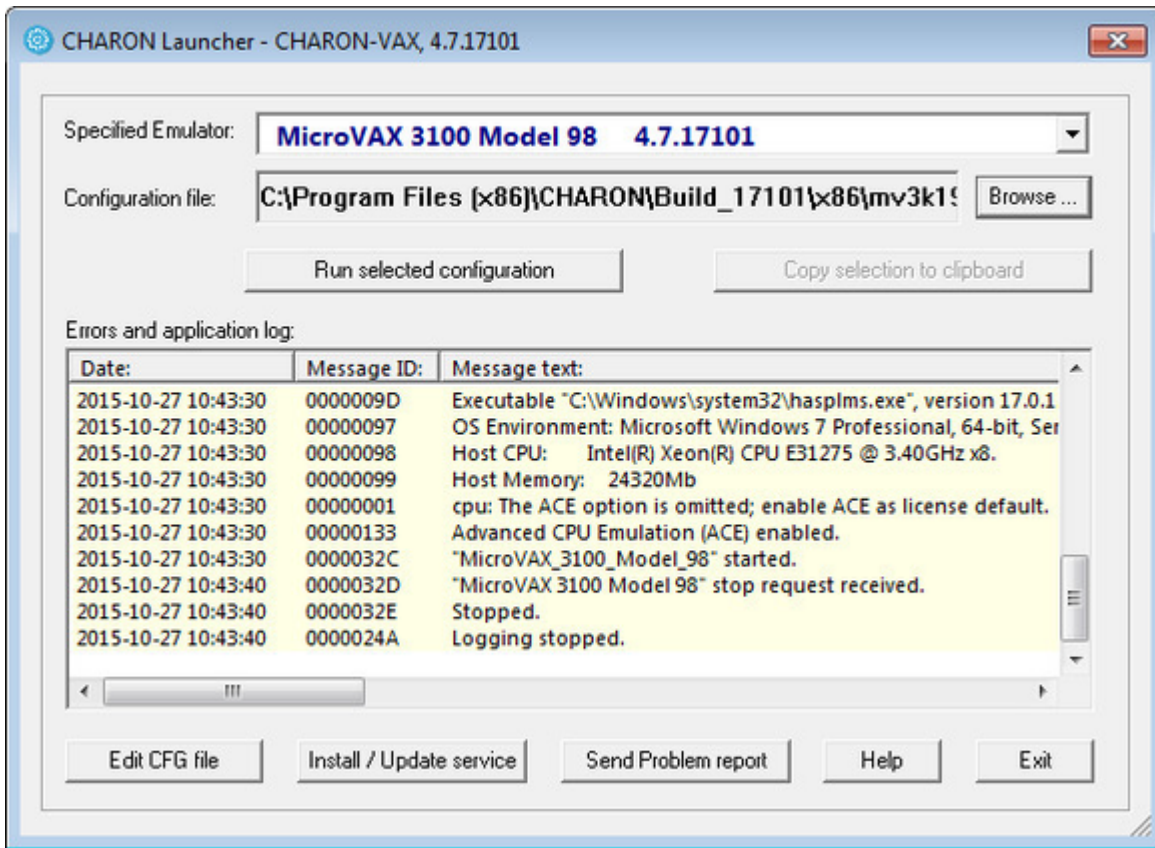 CHARON Launcher - CHARON-VAX, 4.7.17101
Specified Emulator: MicroVAX 3100 Model 98 4.7.17101
Configuration file: C:\Program Files (x86)\CHARON\Build_17101\x86\mv3k19 Browse ...
Run selected configuration Copy selection to clipboard
Errors and application log:
Date: Message ID: Message text:
2015-10-27 10:43:30 0000009D Executable "C:\Windows\system32\hasplms.exe", version 17.0.1
2015-10-27 10:43:30 00000097 OS Environment: Microsoft Windows 7 Professional, 64-bit, Ser
2015-10-27 10:43:30 00000098 Host CPU: Intel(R) Xeon(R) CPU E31275 @ 3.40GHz x8.
2015-10-27 10:43:30 00000099 Host Memory: 24320Mb
2015-10-27 10:43:30 00000001 cpu: The ACE option is omitted; enable ACE as license default.
2015-10-27 10:43:30 00000133 Advanced CPU Emulation (ACE) enabled.
2015-10-27 10:43:30 0000032C "MicroVAX_3100_Model_98" started.
2015-10-27 10:43:40 0000032D "MicroVAX 3100 Model 98" stop request received.
2015-10-27 10:43:40 0000032E Stopped.
2015-10-27 10:43:40 0000024A Logging stopped.
Edit CFG file Install / Update service Send Problem report Help Exit